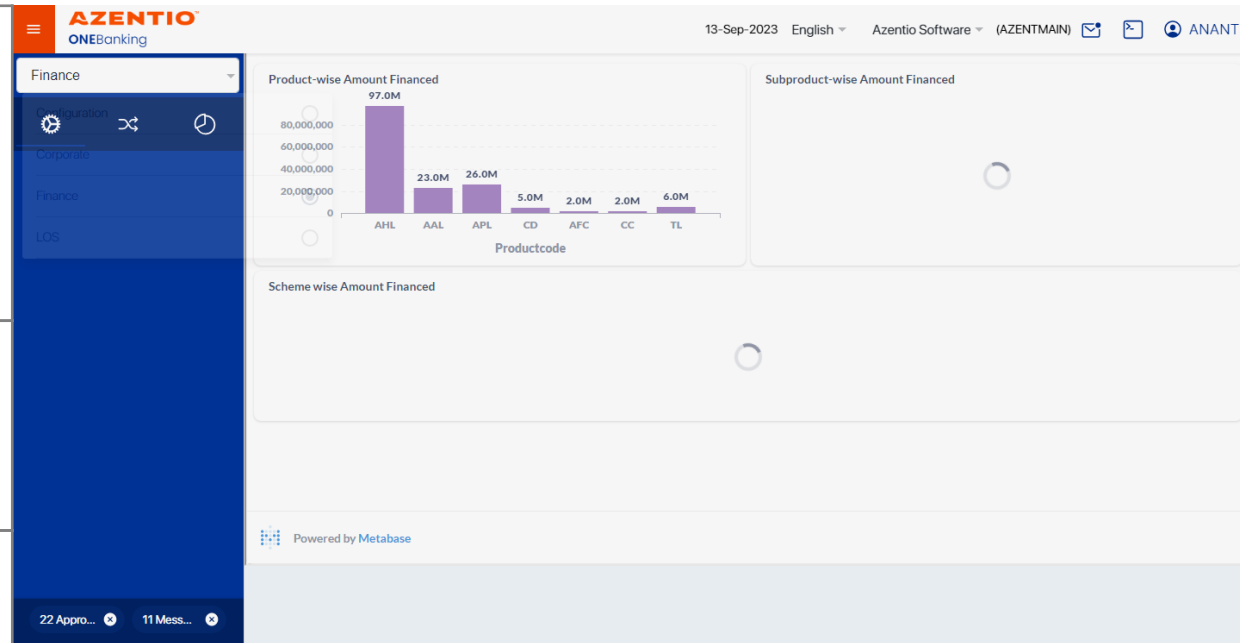 AZENTIO
ONEBanking
13-Sep-2023 English Azentio Software (AZENTMAIN) ANANT
Finance
Configuration
Corporate
Finance
LOS
Product-wise Amount Financed
97.0M
80,000,000
60,000,000
40,000,000
20,000,000
0
23.0M 26.0M 5.0M 2.0M 2.0M 6.0M
AHL AAL APL CD AFC CC TL
Productcode
Subproduct-wise Amount Financed
Scheme wise Amount Financed
Powered by Metabase
22 Appro... 11 Mess...